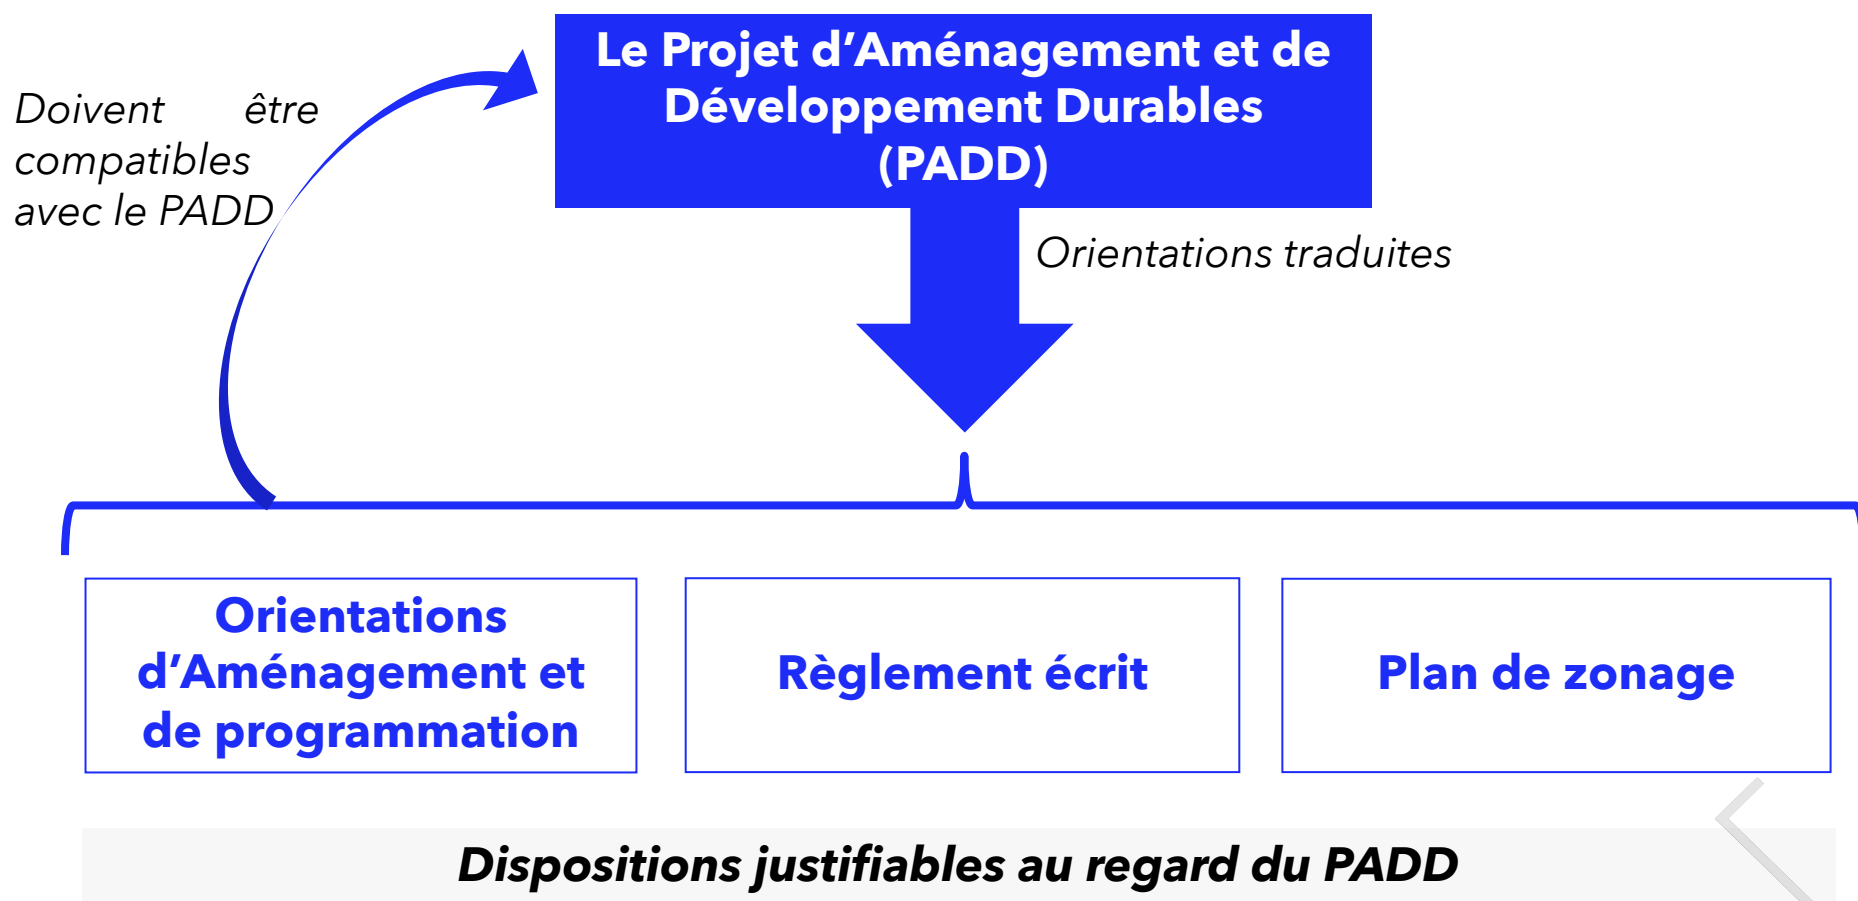 Le Projet d’Aménagement et de
Développement Durables
(PADD)
Doivent être
compatibles
avec le PADD
Orientations traduites
Orientations
d’Aménagement et
de programmation
Règlement écrit
Plan de zonage
Dispositions justifiables au regard du PADD